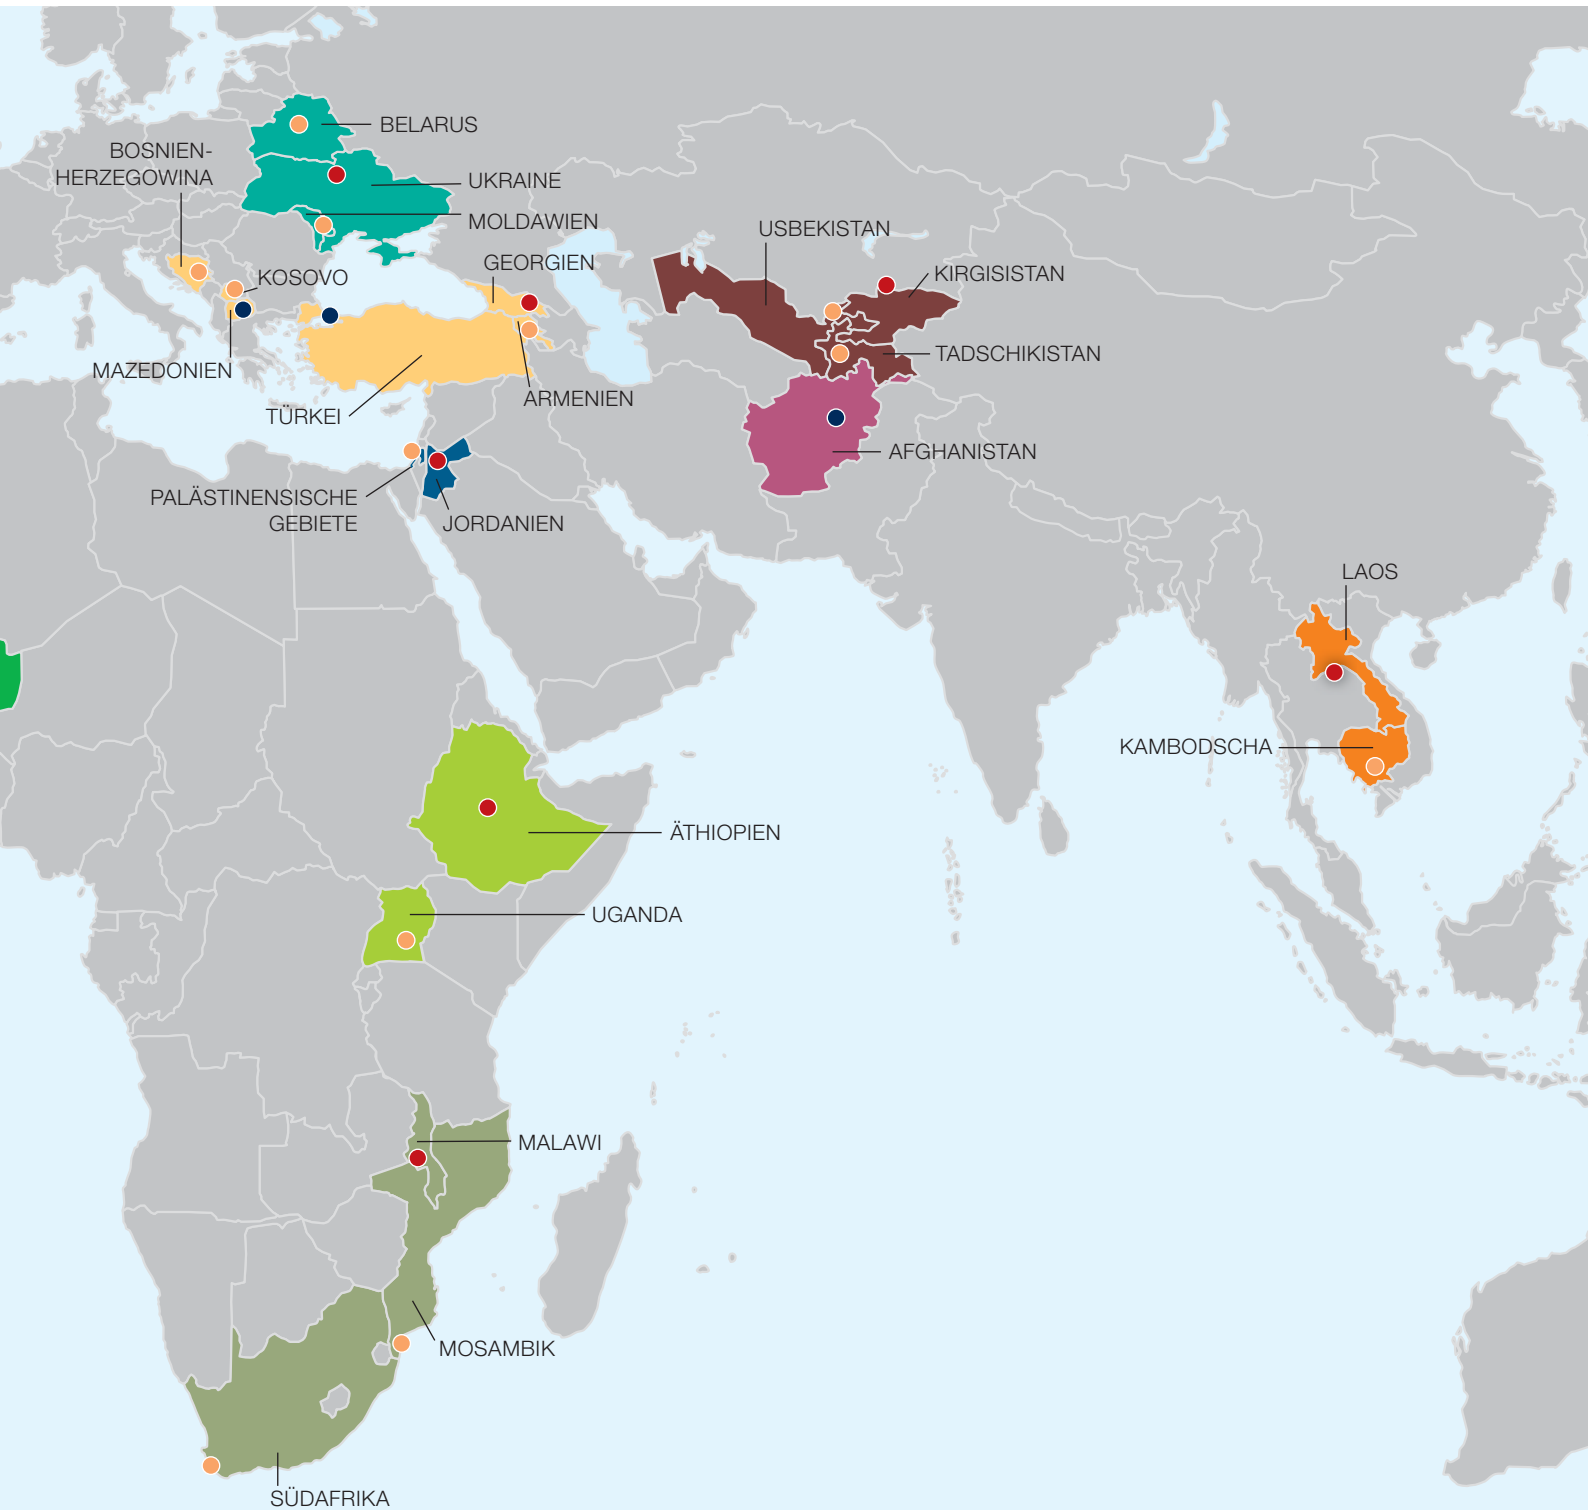 BELARUS
BOSNIEN-
HERZEGOWINA
UKRAINE
MOLDAWIEN
USBEKISTAN
GEORGIEN
KIRGISISTAN
KOSOVO
TADSCHIKISTAN
MAZEDONIEN
ARMENIEN
TÜRKEI
AFGHANISTAN
PALÄSTINENSISCHE
GEBIETE
JORDANIEN
LAOS
KAMBODSCHA
ÄTHIOPIEN
UGANDA
MALAWI
MOSAMBIK
SÜDAFRIKA